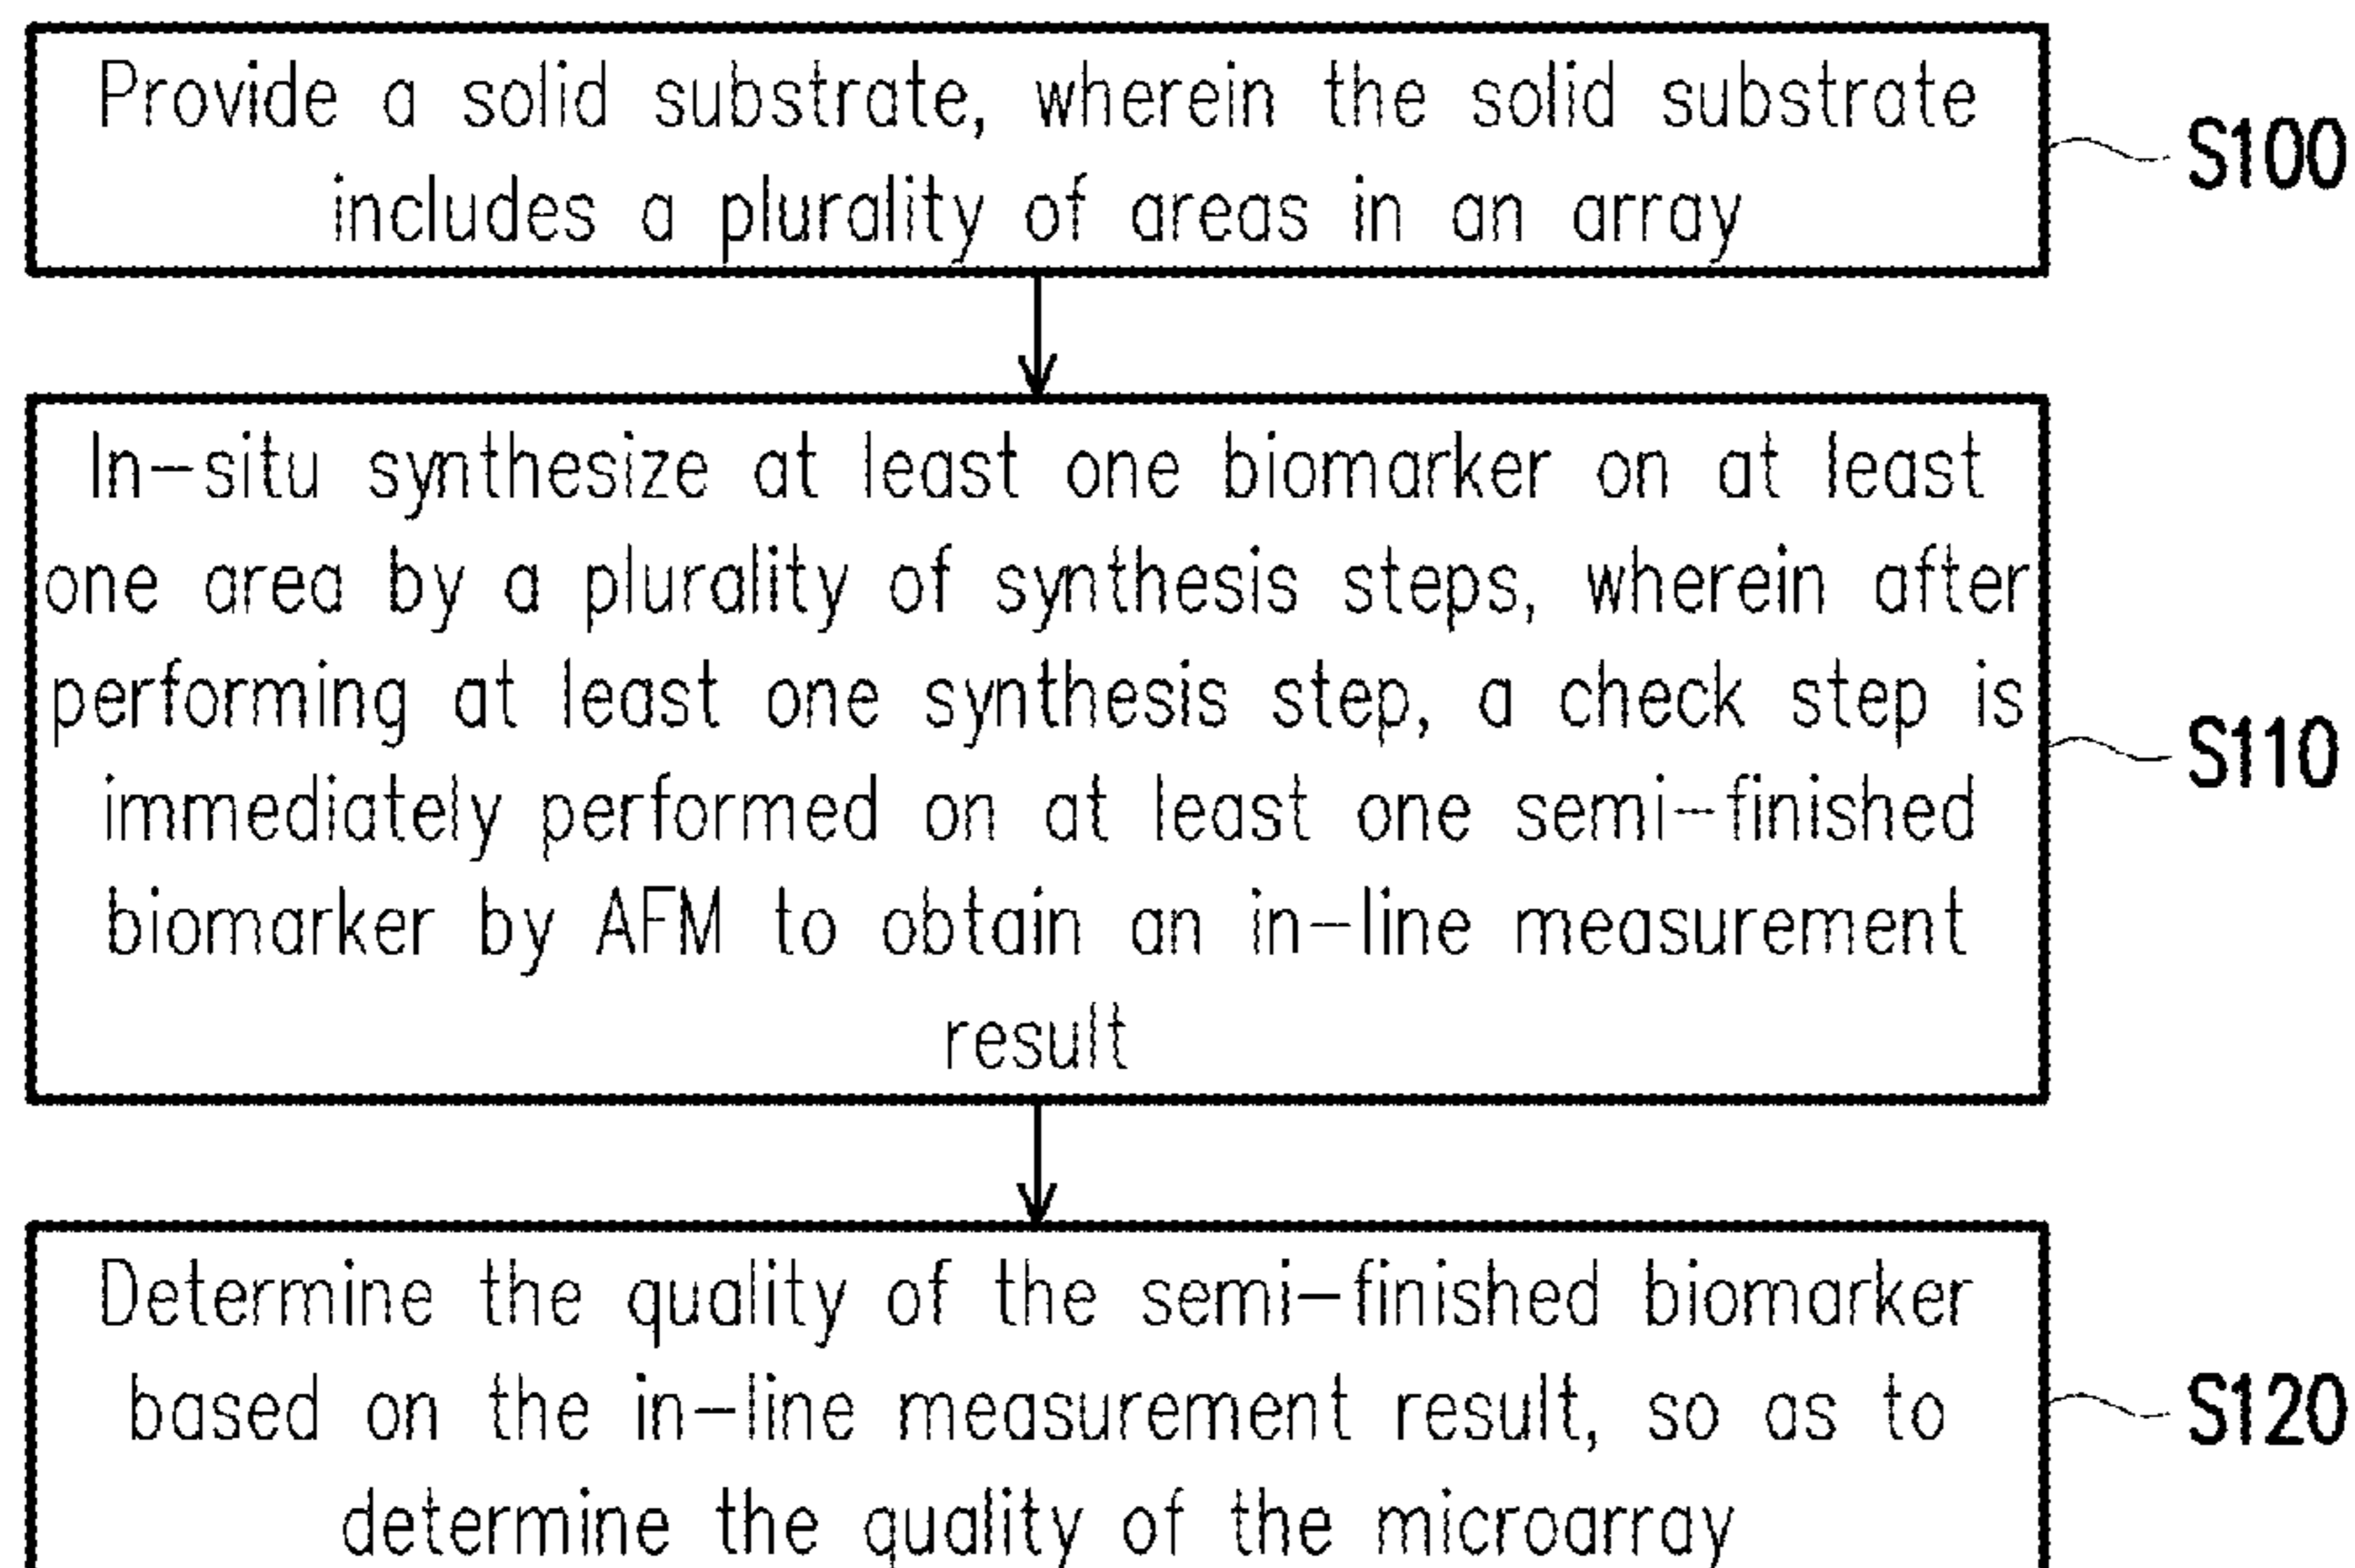 Provide a solid substrate, wherein the solid substrate
includes a plurality of areas in an array
S100
In-situ synthesize at least one biomarker on at least
one area by a plurality of synthesis steps, wherein after
performing at least one synthesis step, a check step is
immediately performed on at least one semi-finished
biomarker by AFM to obtain an in-line measurement
result
S110
Determine the quality of the semi-finished biomarker
based on the in-line measurement result, so as to
determine the quality of the microarray
S120